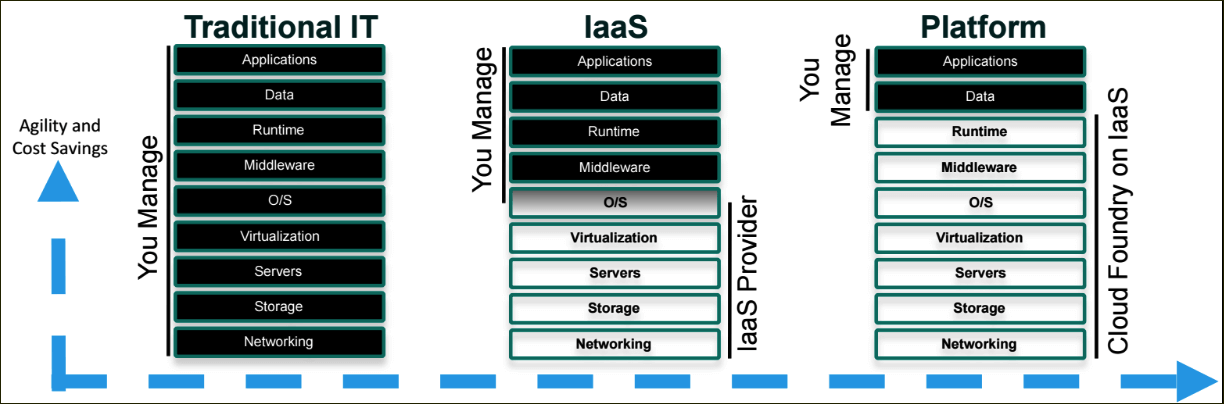 Agility and
Cost Savings
Traditional IT
You Manage
Applications
Data
Runtime
Middleware
O/S
Virtualization
Servers
Storage
Networking
IaaS
You Manage
Applications
Data
Runtime
Middleware
O/S
Virtualization
Servers
Storage
Networking
IaaS Provider
Platform
You
Manage
Applications
Data
Runtime
Middleware
O/S
Virtualization
Servers
Storage
Networking
Cloud Foundry on IaaS